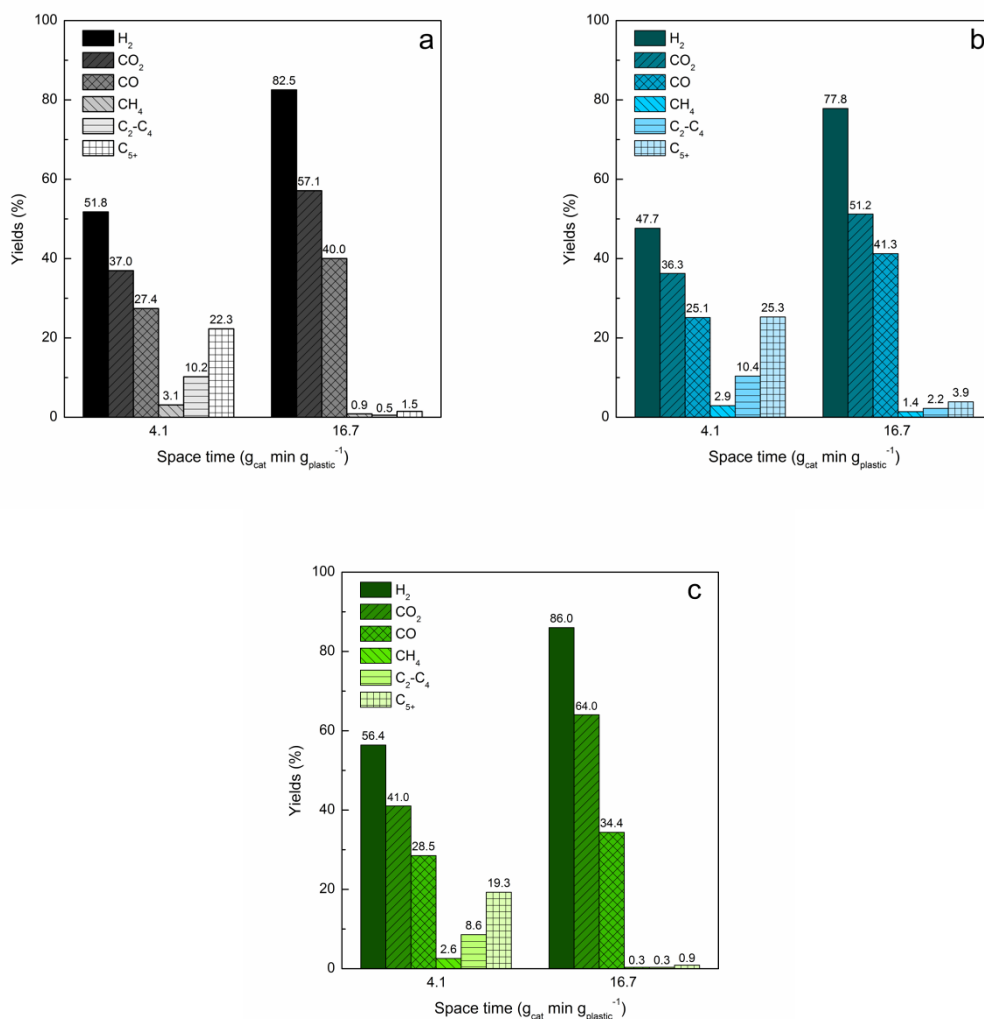 a
100
80
60
40
20
0
Yields (%)
H₂
CO₂
CO
CH₄
C₂-C₄
C₅₊
51.8
37.0
27.4
3.1
10.2
22.3
82.5
57.1
40.0
0.9
0.5
1.5
4.1
16.7
Space time (g_cat min g_plastic⁻¹)
b
100
80
60
40
20
0
Yields (%)
H₂
CO₂
CO
CH₄
C₂-C₄
C₅₊
47.7
36.3
25.1
2.9
10.4
25.3
77.8
51.2
41.3
1.4
2.2
3.9
4.1
16.7
Space time (g_cat min g_plastic⁻¹)
c
100
80
60
40
20
0
Yields (%)
H₂
CO₂
CO
CH₄
C₂-C₄
C₅₊
56.4
41.0
28.5
2.6
8.6
19.3
86.0
64.0
34.4
0.3
0.3
0.9
4.1
16.7
Space time (g_cat min g_plastic⁻¹)